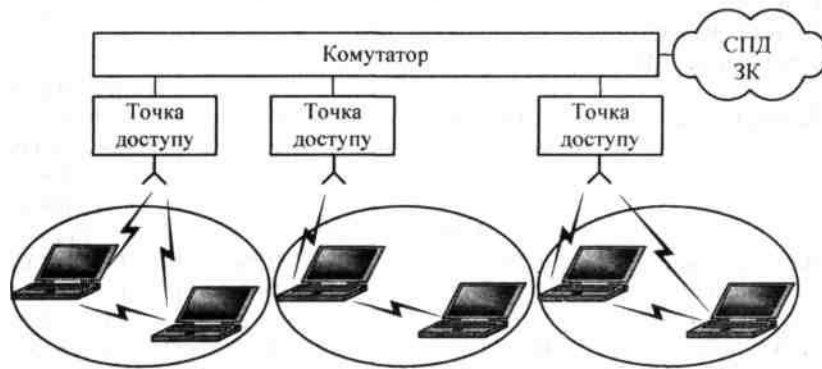 Комутатор
СПД
ЗК
Точка
доступу
Точка
доступу
Точка
доступу